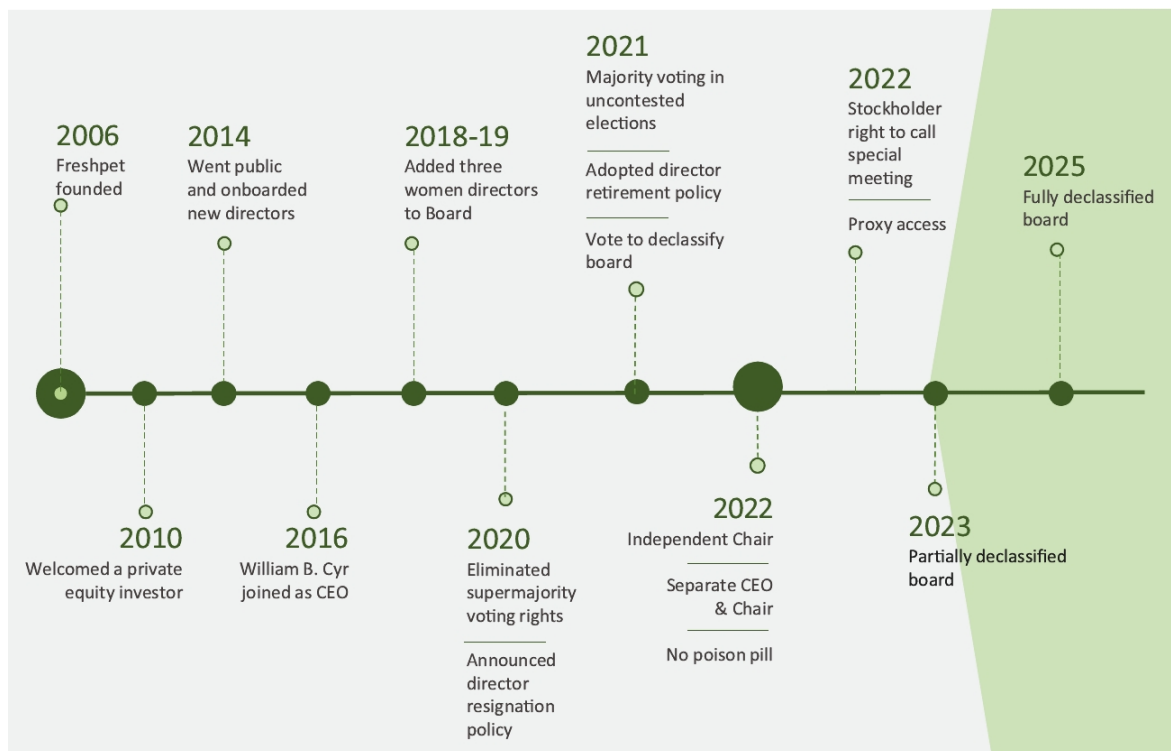 2006
Freshpet
founded
2014
Went public
and onboarded
new directors
2018-19
Added three
women directors
to Board
2021
Majority voting in
uncontested
elections
Adopted director
retirement policy
Vote to declassify
board
2022
Stockholder
right to call
special
meeting
Proxy access
2025
Fully declassified
board
2010
Welcomed a private
equity investor
2016
William B. Cyr
joined as CEO
2020
Eliminated
supermajority
voting rights
Announced
director
resignation
policy
2022
Independent Chair
Separate CEO
& Chair
No poison pill
2023
Partially declassified
board